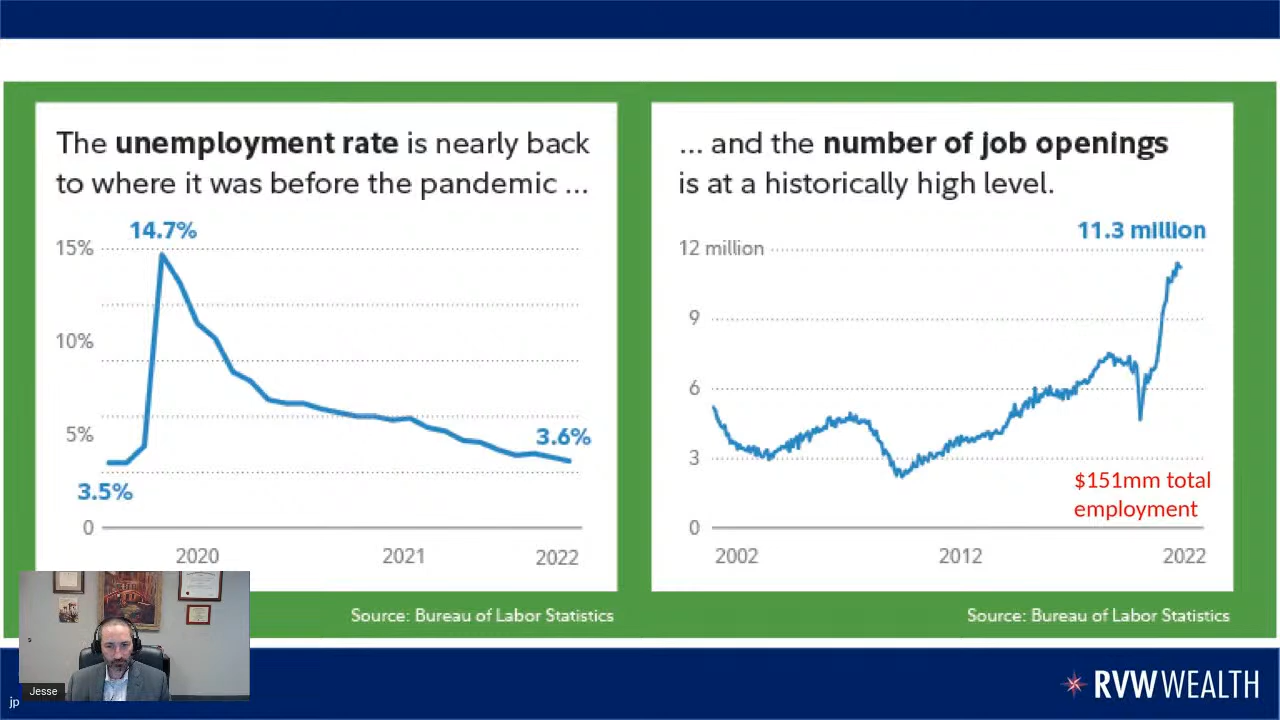 The unemployment rate is nearly back
to where it was before the pandemic ...
14.7%
15%
10%
5%
3.6%
3.5%
0
2020
2021
2022
Source: Bureau of Labor Statistics
... and the number of job openings
is at a historically high level.
11.3 million
12 million
9
6
3
$151mm total
employment
0
2002
2012
2022
Source: Bureau of Labor Statistics
Jesse
jp
RVWWEALTH